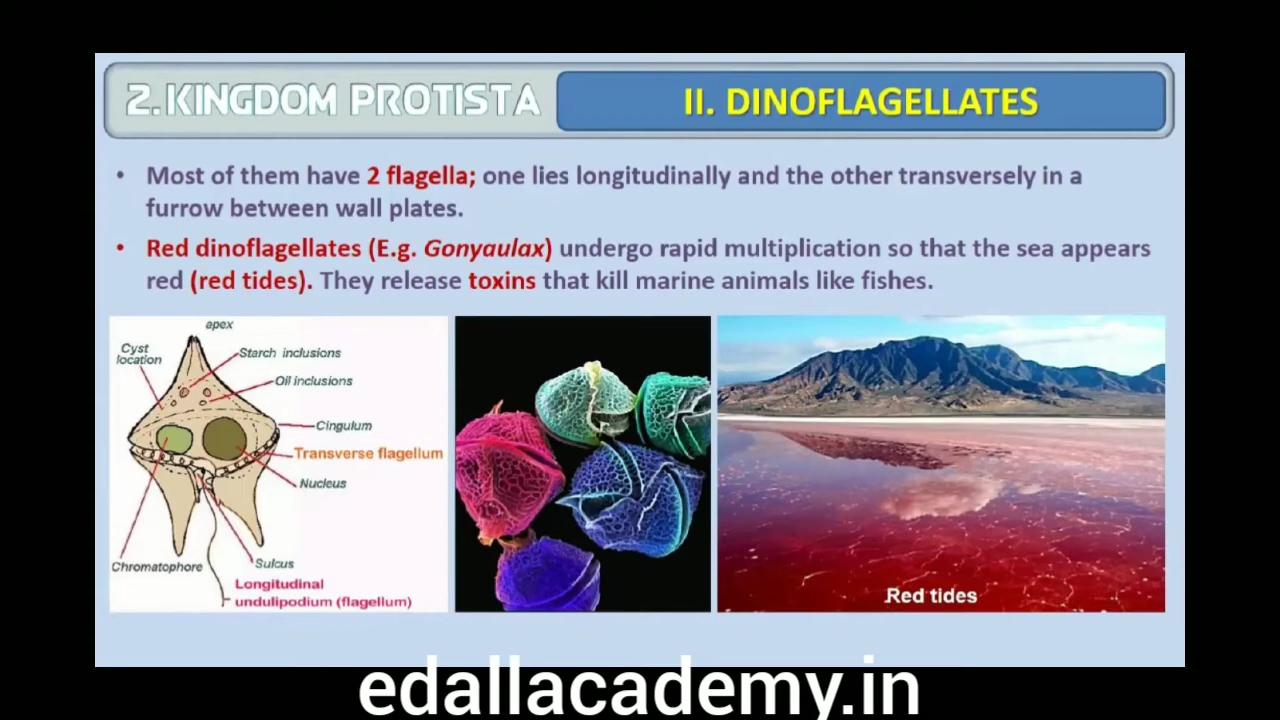 2.KINGDOM PROTISTA
II. DINOFLAGELLATES
• Most of them have 2 flagella; one lies longitudinally and the other transversely in a
furrow between wall plates.
• Red dinoflagellates (E.g. Gonyaulax) undergo rapid multiplication so that the sea appears
red (red tides). They release toxins that kill marine animals like fishes.
apex
Cyst
location
Starch inclusions
Oil inclusions
Cingulum
Transverse flagellum
Nucleus
Chromatophore
Sulcus
Longitudinal
undulipodium (flagellum)
Red tides
edallacademy.in